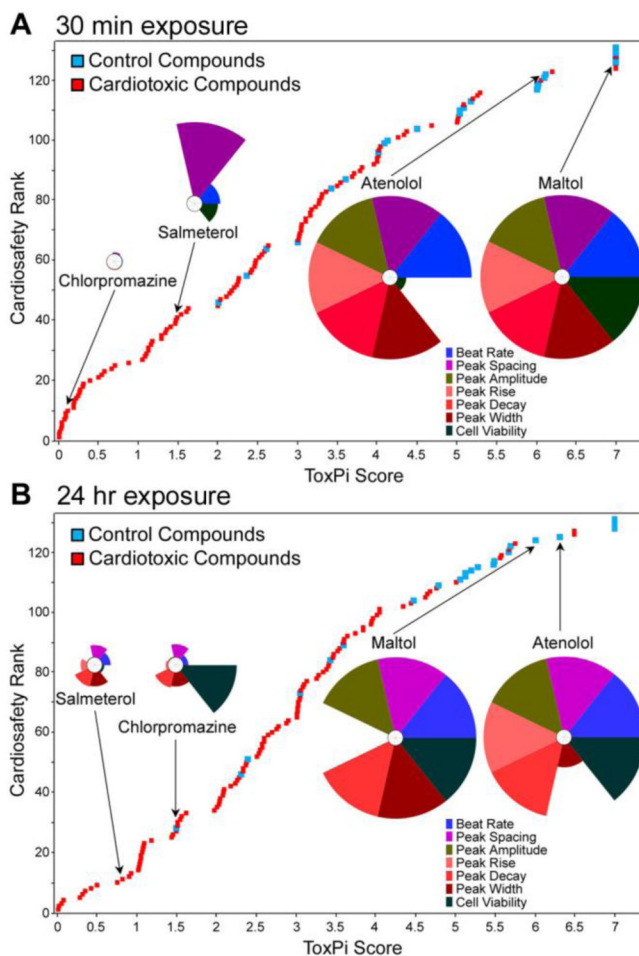 A 30 min exposure
Control Compounds
Cardiotoxic Compounds
Cardiosafety Rank
120
100
80
60
40
20
0
Salmeterol
Chlorpromazine
Atenolol
Maltol
Beat Rate
Peak Spacing
Peak Amplitude
Peak Rise
Peak Decay
Peak Width
Cell Viability
0 0.5 1 1.5 2 2.5 3 3.5 4 4.5 5 5.5 6 6.5 7
ToxPi Score
B 24 hr exposure
Control Compounds
Cardiotoxic Compounds
Cardiosafety Rank
120
100
80
60
40
20
0
Salmeterol
Chlorpromazine
Maltol
Atenolol
Beat Rate
Peak Spacing
Peak Amplitude
Peak Rise
Peak Decay
Peak Width
Cell Viability
0 0.5 1 1.5 2 2.5 3 3.5 4 4.5 5 5.5 6 6.5 7
ToxPi Score